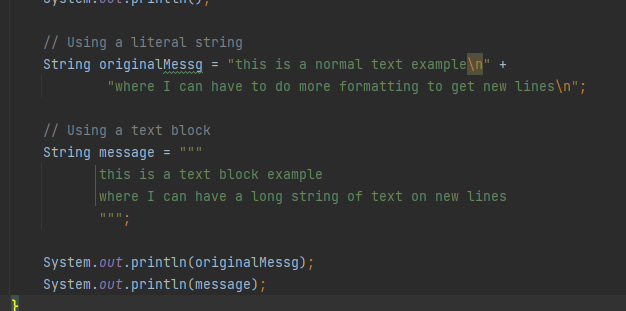 System.out.println();
// Using a literal string
String originalMessg = "this is a normal text example\n" +
"where I can have to do more formatting to get new lines\n";
// Using a text block
String message = """
this is a text block example
where I can have a long string of text on new lines
""";
System.out.println(originalMessg);
System.out.println(message);
}